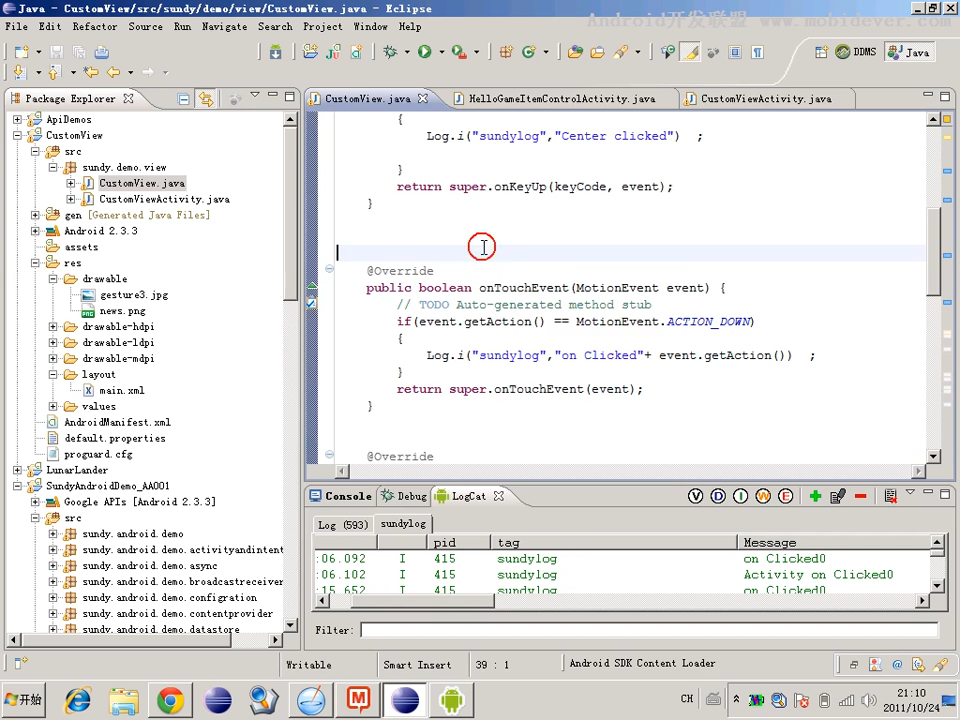 Java - CustomView/src/sundy/demo/view/CustomView.java - Eclipse
Android开发联盟 www.mobidever.com
File Edit Refactor Source Run Navigate Search Project Window Help
DDMS Java
Package Explorer
CustomView.java HelloGameItemControlActivity.java CustomViewActivity.java
ApiDemos
CustomView
src
sundy.demo.view
CustomView.java
CustomViewActivity.java
gen [Generated Java Files]
Android 2.3.3
assets
res
drawable
gesture3.jpg
news.png
drawable-hdpi
drawable-ldpi
drawable-mdpi
layout
main.xml
values
AndroidManifest.xml
default.properties
proguard.cfg
LunarLander
SundyAndroidDemo_AA001
Google APIs [Android 2.3.3]
src
sundy.android.demo
sundy.android.demo.activityandintent
sundy.android.demo.async
sundy.android.demo.broadcastreceiver
sundy.android.demo.configration
sundy.android.demo.contentprovider
sundy.android.demo.datastore
{
Log.i("sundylog","Center clicked") ;
}
return super.onKeyUp(keyCode, event);
}
@Override
public boolean onTouchEvent(MotionEvent event) {
// TODO Auto-generated method stub
if(event.getAction() == MotionEvent.ACTION_DOWN)
{
Log.i("sundylog","on Clicked"+ event.getAction()) ;
}
return super.onTouchEvent(event);
}
@Override
Console Debug LogCat
V D I W E
Log (593) sundylog
pid tag Message
:06.092 I 415 sundylog on Clicked0
:06.102 I 415 sundylog Activity on Clicked0
:15.652 I 415 sundylog on Clicked0
Filter:
Writable Smart Insert 39 : 1 Android SDK Content Loader
开始
CH
21:10
2011/10/24